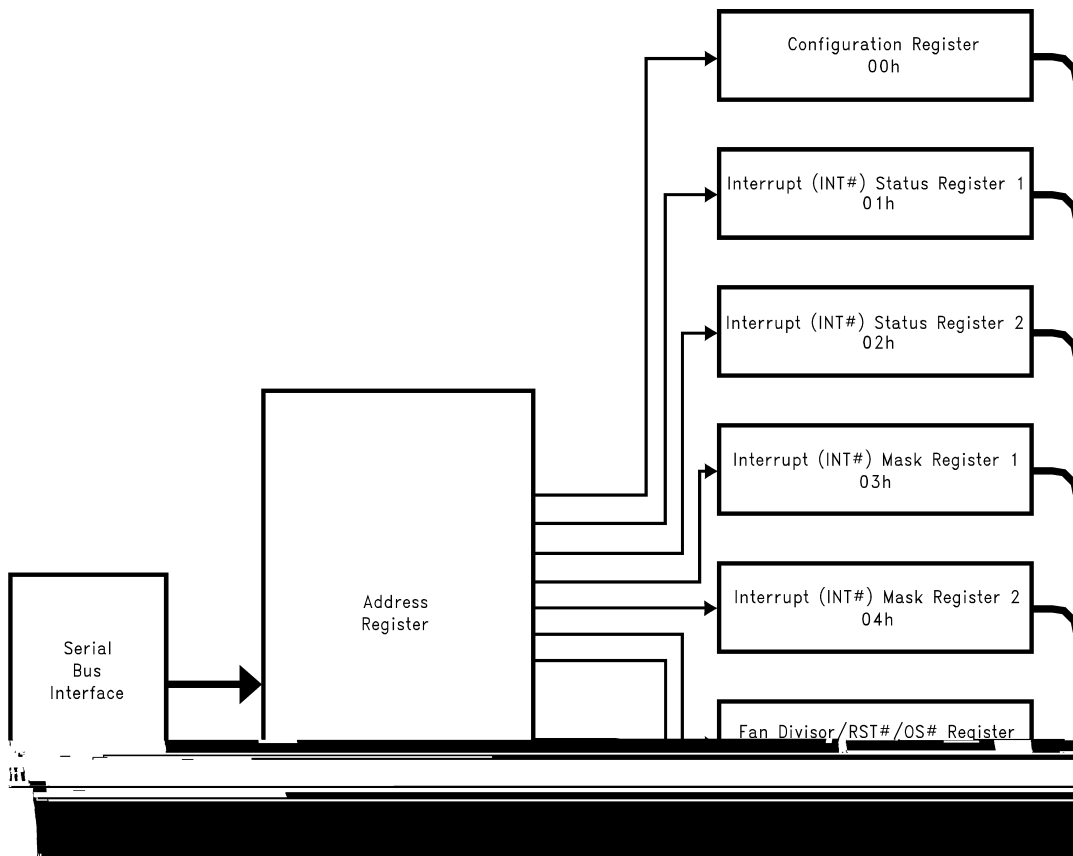 Configuration Register
00h
Interrupt (INT#) Status Register 1
01h
Interrupt (INT#) Status Register 2
02h
Interrupt (INT#) Mask Register 1
03h
Interrupt (INT#) Mask Register 2
04h
Address
Register
Serial
Bus
Interface
Fan Divisor/RST#/OS# Register